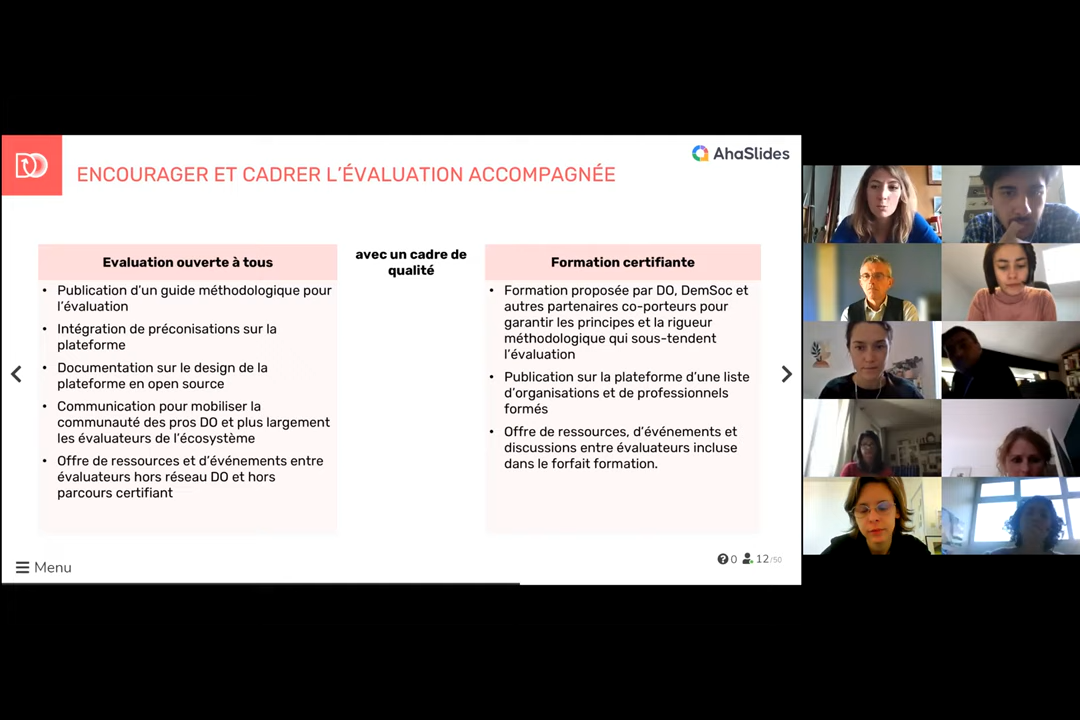 DO
AhaSlides
ENCOURAGER ET CADRER L’ÉVALUATION ACCOMPAGNÉE
Evaluation ouverte à tous
• Publication d’un guide méthodologique pour
l’évaluation
• Intégration de préconisations sur la
plateforme
• Documentation sur le design de la
plateforme en open source
• Communication pour mobiliser la
communauté des pros DO et plus largement
les évaluateurs de l’écosystème
• Offre de ressources et d’événements entre
évaluateurs hors réseau DO et hors
parcours certifiant
avec un cadre de
qualité
Formation certifiante
• Formation proposée par DO, DemSoc et
autres partenaires co-porteurs pour
garantir les principes et la rigueur
méthodologique qui sous-tendent
l’évaluation
• Publication sur la plateforme d’une liste
d’organisations et de professionnels
formés
• Offre de ressources, d’événements et
discussions entre évaluateurs incluse
dans le forfait formation.
Menu
0 12/50